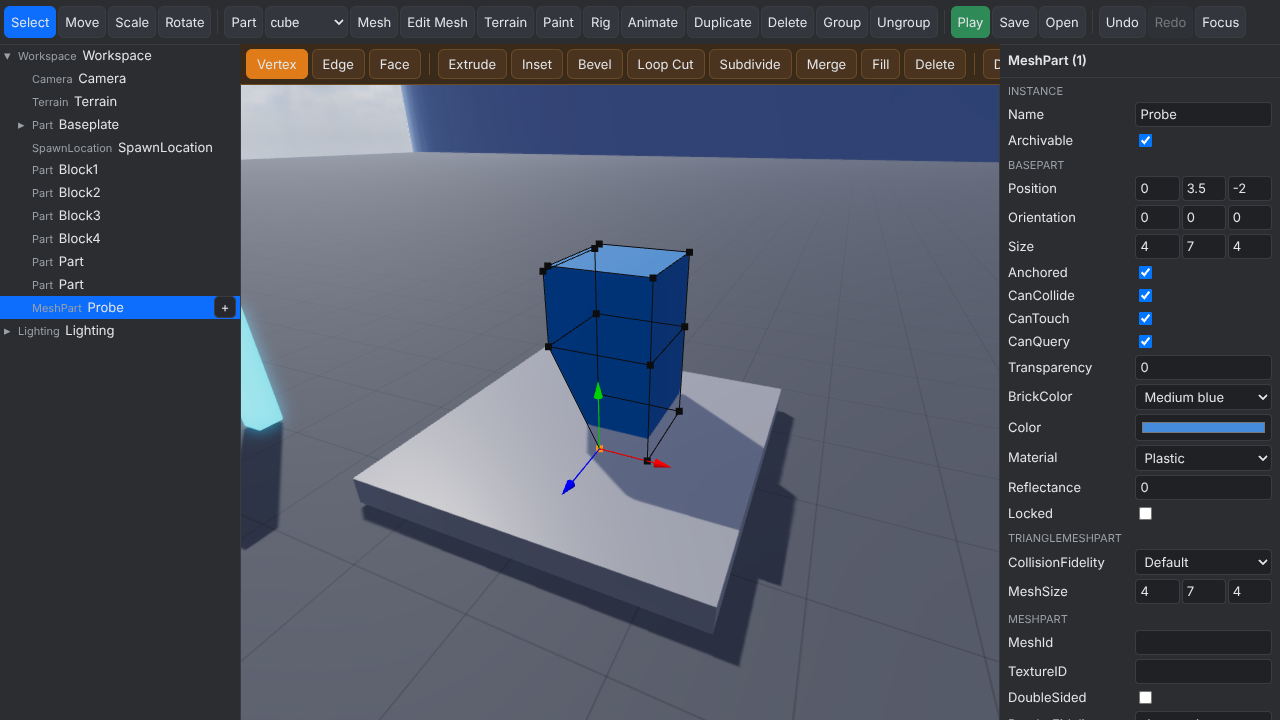 Select Move Scale Rotate Part cube Mesh Edit Mesh Terrain Paint Rig Animate Duplicate Delete Group Ungroup Play Save Open Undo Redo Focus
Vertex Edge Face Extrude Inset Bevel Loop Cut Subdivide Merge Fill Delete
Workspace Workspace
Camera Camera
Terrain Terrain
Part Baseplate
SpawnLocation SpawnLocation
Part Block1
Part Block2
Part Block3
Part Block4
Part Part
Part Part
MeshPart Probe +
Lighting Lighting
MeshPart (1)
INSTANCE
Name Probe
Archivable
BASEPART
Position 0 3.5 -2
Orientation 0 0 0
Size 4 7 4
Anchored
CanCollide
CanTouch
CanQuery
Transparency 0
BrickColor Medium blue
Color
Material Plastic
Reflectance 0
Locked
TRIANGLEMESHPART
CollisionFidelity Default
MeshSize 4 7 4
MESHPART
MeshId
TextureID
DoubleSided